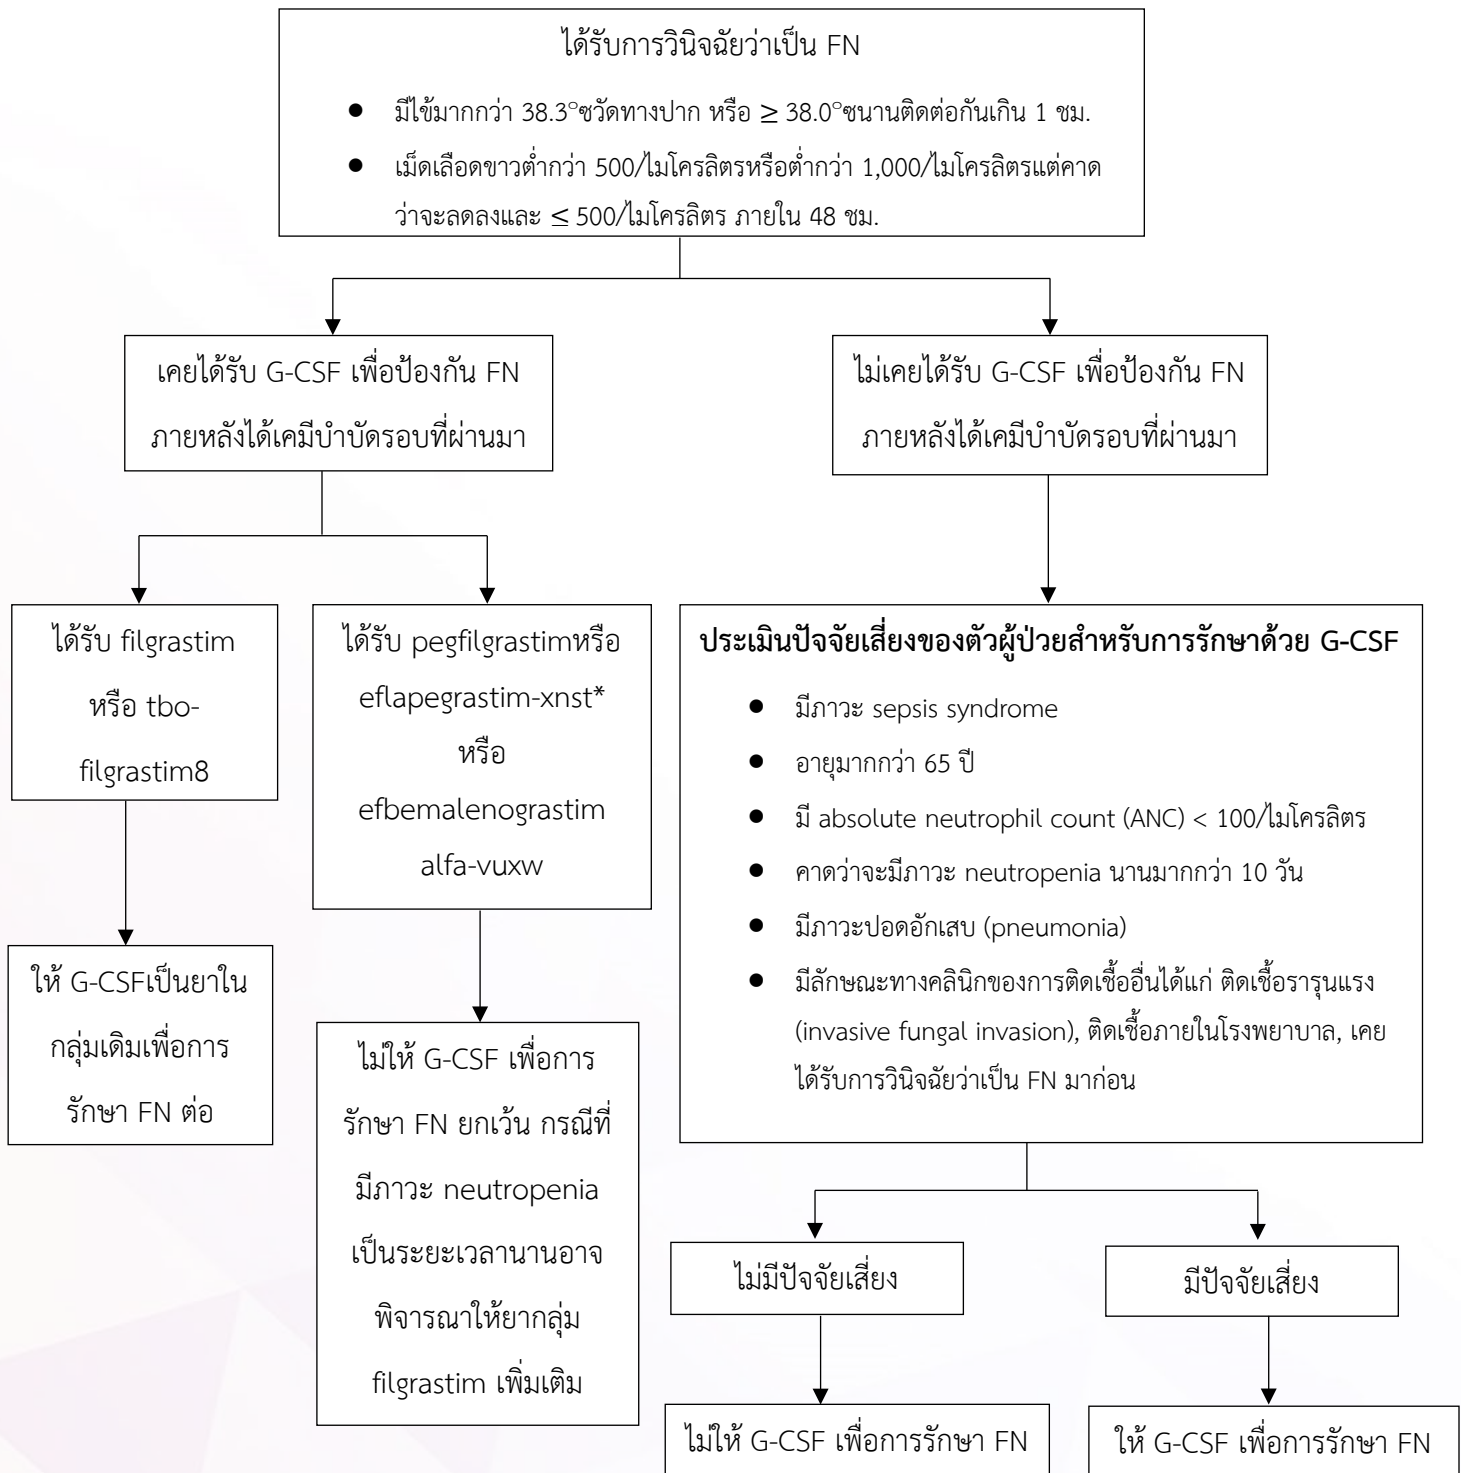 ได้รับการวินิจฉัยว่าเป็น FN
● มีไข้มากกว่า 38.3°ซวัดทางปาก หรือ ≥ 38.0°ซนานติดต่อกันเกิน 1 ชม.
● เม็ดเลือดขาวต่ำกว่า 500/ไมโครลิตรหรือต่ำกว่า 1,000/ไมโครลิตรแต่คาด
ว่าจะลดลงและ ≤ 500/ไมโครลิตร ภายใน 48 ชม.
เคยได้รับ G-CSF เพื่อป้องกัน FN
ภายหลังได้เคมีบำบัดรอบที่ผ่านมา
ไม่เคยได้รับ G-CSF เพื่อป้องกัน FN
ภายหลังได้เคมีบำบัดรอบที่ผ่านมา
ได้รับ filgrastim
หรือ tbo-
filgrastim8
ได้รับ pegfilgrastimหรือ
eflapegrastim-xnst*
หรือ
efbemalenograstim
alfa-vuxw
ประเมินปัจจัยเสี่ยงของตัวผู้ป่วยสำหรับการรักษาด้วย G-CSF
● มีภาวะ sepsis syndrome
● อายุมากกว่า 65 ปี
● มี absolute neutrophil count (ANC) < 100/ไมโครลิตร
● คาดว่าจะมีภาวะ neutropenia นานมากกว่า 10 วัน
● มีภาวะปอดอักเสบ (pneumonia)
● มีลักษณะทางคลินิกของการติดเชื้ออื่นได้แก่ ติดเชื้อรารุนแรง
(invasive fungal invasion), ติดเชื้อภายในโรงพยาบาล, เคย
ได้รับการวินิจฉัยว่าเป็น FN มาก่อน
ให้ G-CSFเป็นยาใน
กลุ่มเดิมเพื่อการ
รักษา FN ต่อ
ไม่ให้ G-CSF เพื่อการ
รักษา FN ยกเว้น กรณีที่
มีภาวะ neutropenia
เป็นระยะเวลานานอาจ
พิจารณาให้ยากลุ่ม
filgrastim เพิ่มเติม
ไม่มีปัจจัยเสี่ยง
มีปัจจัยเสี่ยง
ไม่ให้ G-CSF เพื่อการรักษา FN
ให้ G-CSF เพื่อการรักษา FN